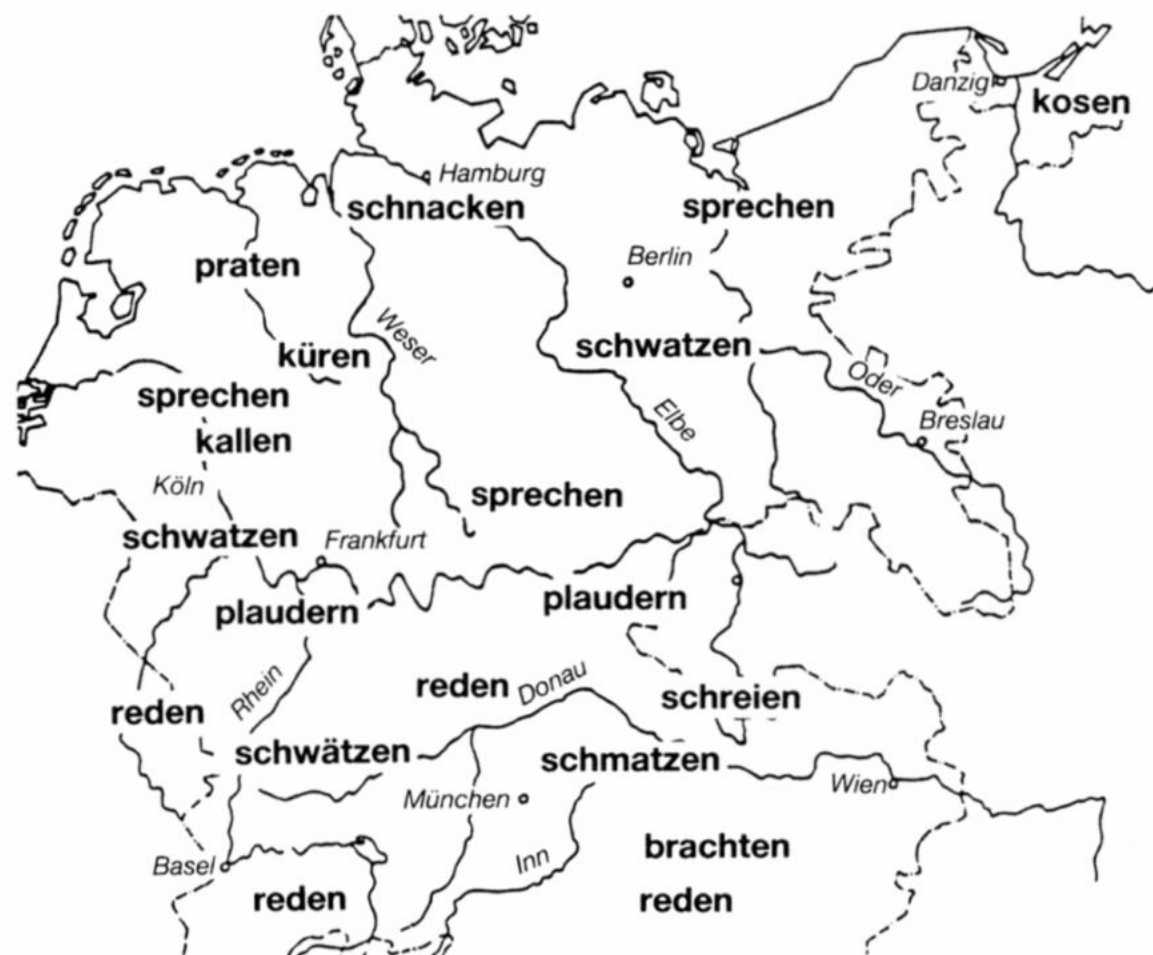 Danzig
kosen
Hamburg
schnacken
sprechen
praten
Berlin
Weser
küren
schwatzen
Oder
sprechen
Elbe
kallen
Breslau
Köln
sprechen
schwatzen
Frankfurt
plaudern
plaudern
Rhein
reden
Donau
schreien
reden
schwätzen
schmatzen
München
Wien
Basel
Inn
brachten
reden
reden